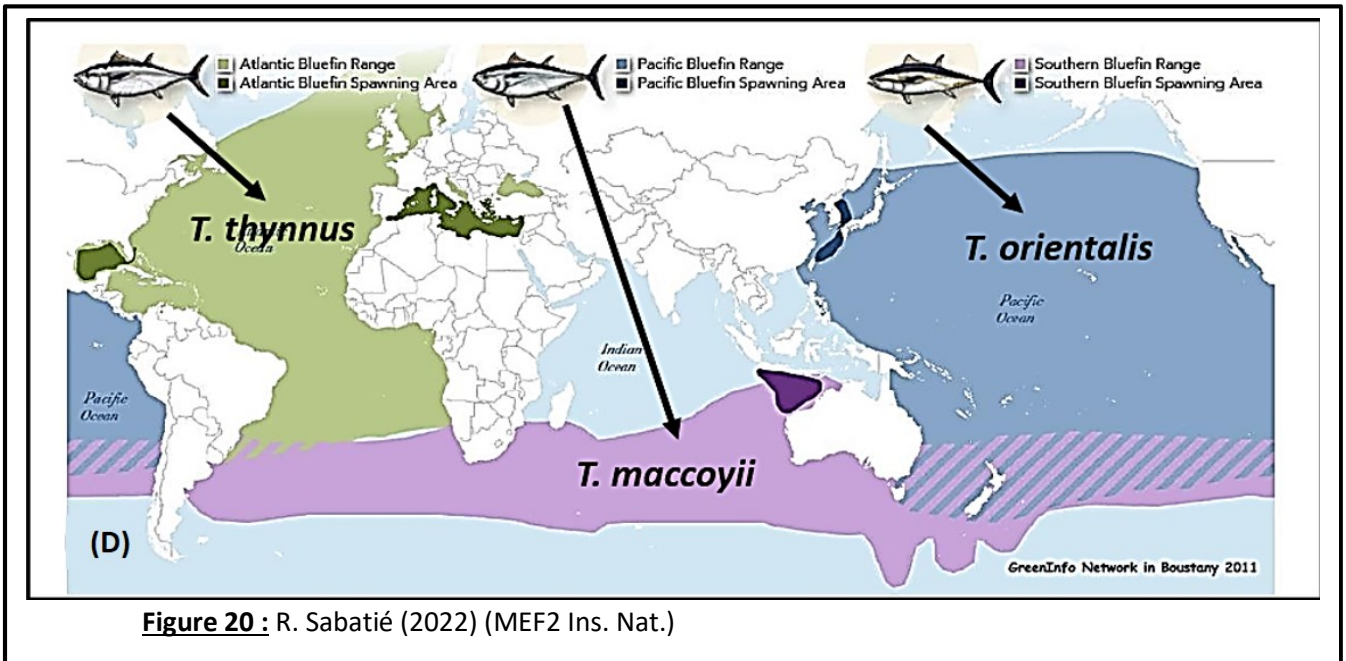 Atlantic Bluefin Range
Atlantic Bluefin Spawning Area
Pacific Bluefin Range
Pacific Bluefin Spawning Area
Southern Bluefin Range
Southern Bluefin Spawning Area
T. thynnus
Ocean
T. orientalis
Pacific
Ocean
Indian
Ocean
Pacific
Ocean
T. maccoyii
(D)
GreenInfo Network in Boustany 2011
Figure 20 : R. Sabatié (2022) (MEF2 Ins. Nat.)